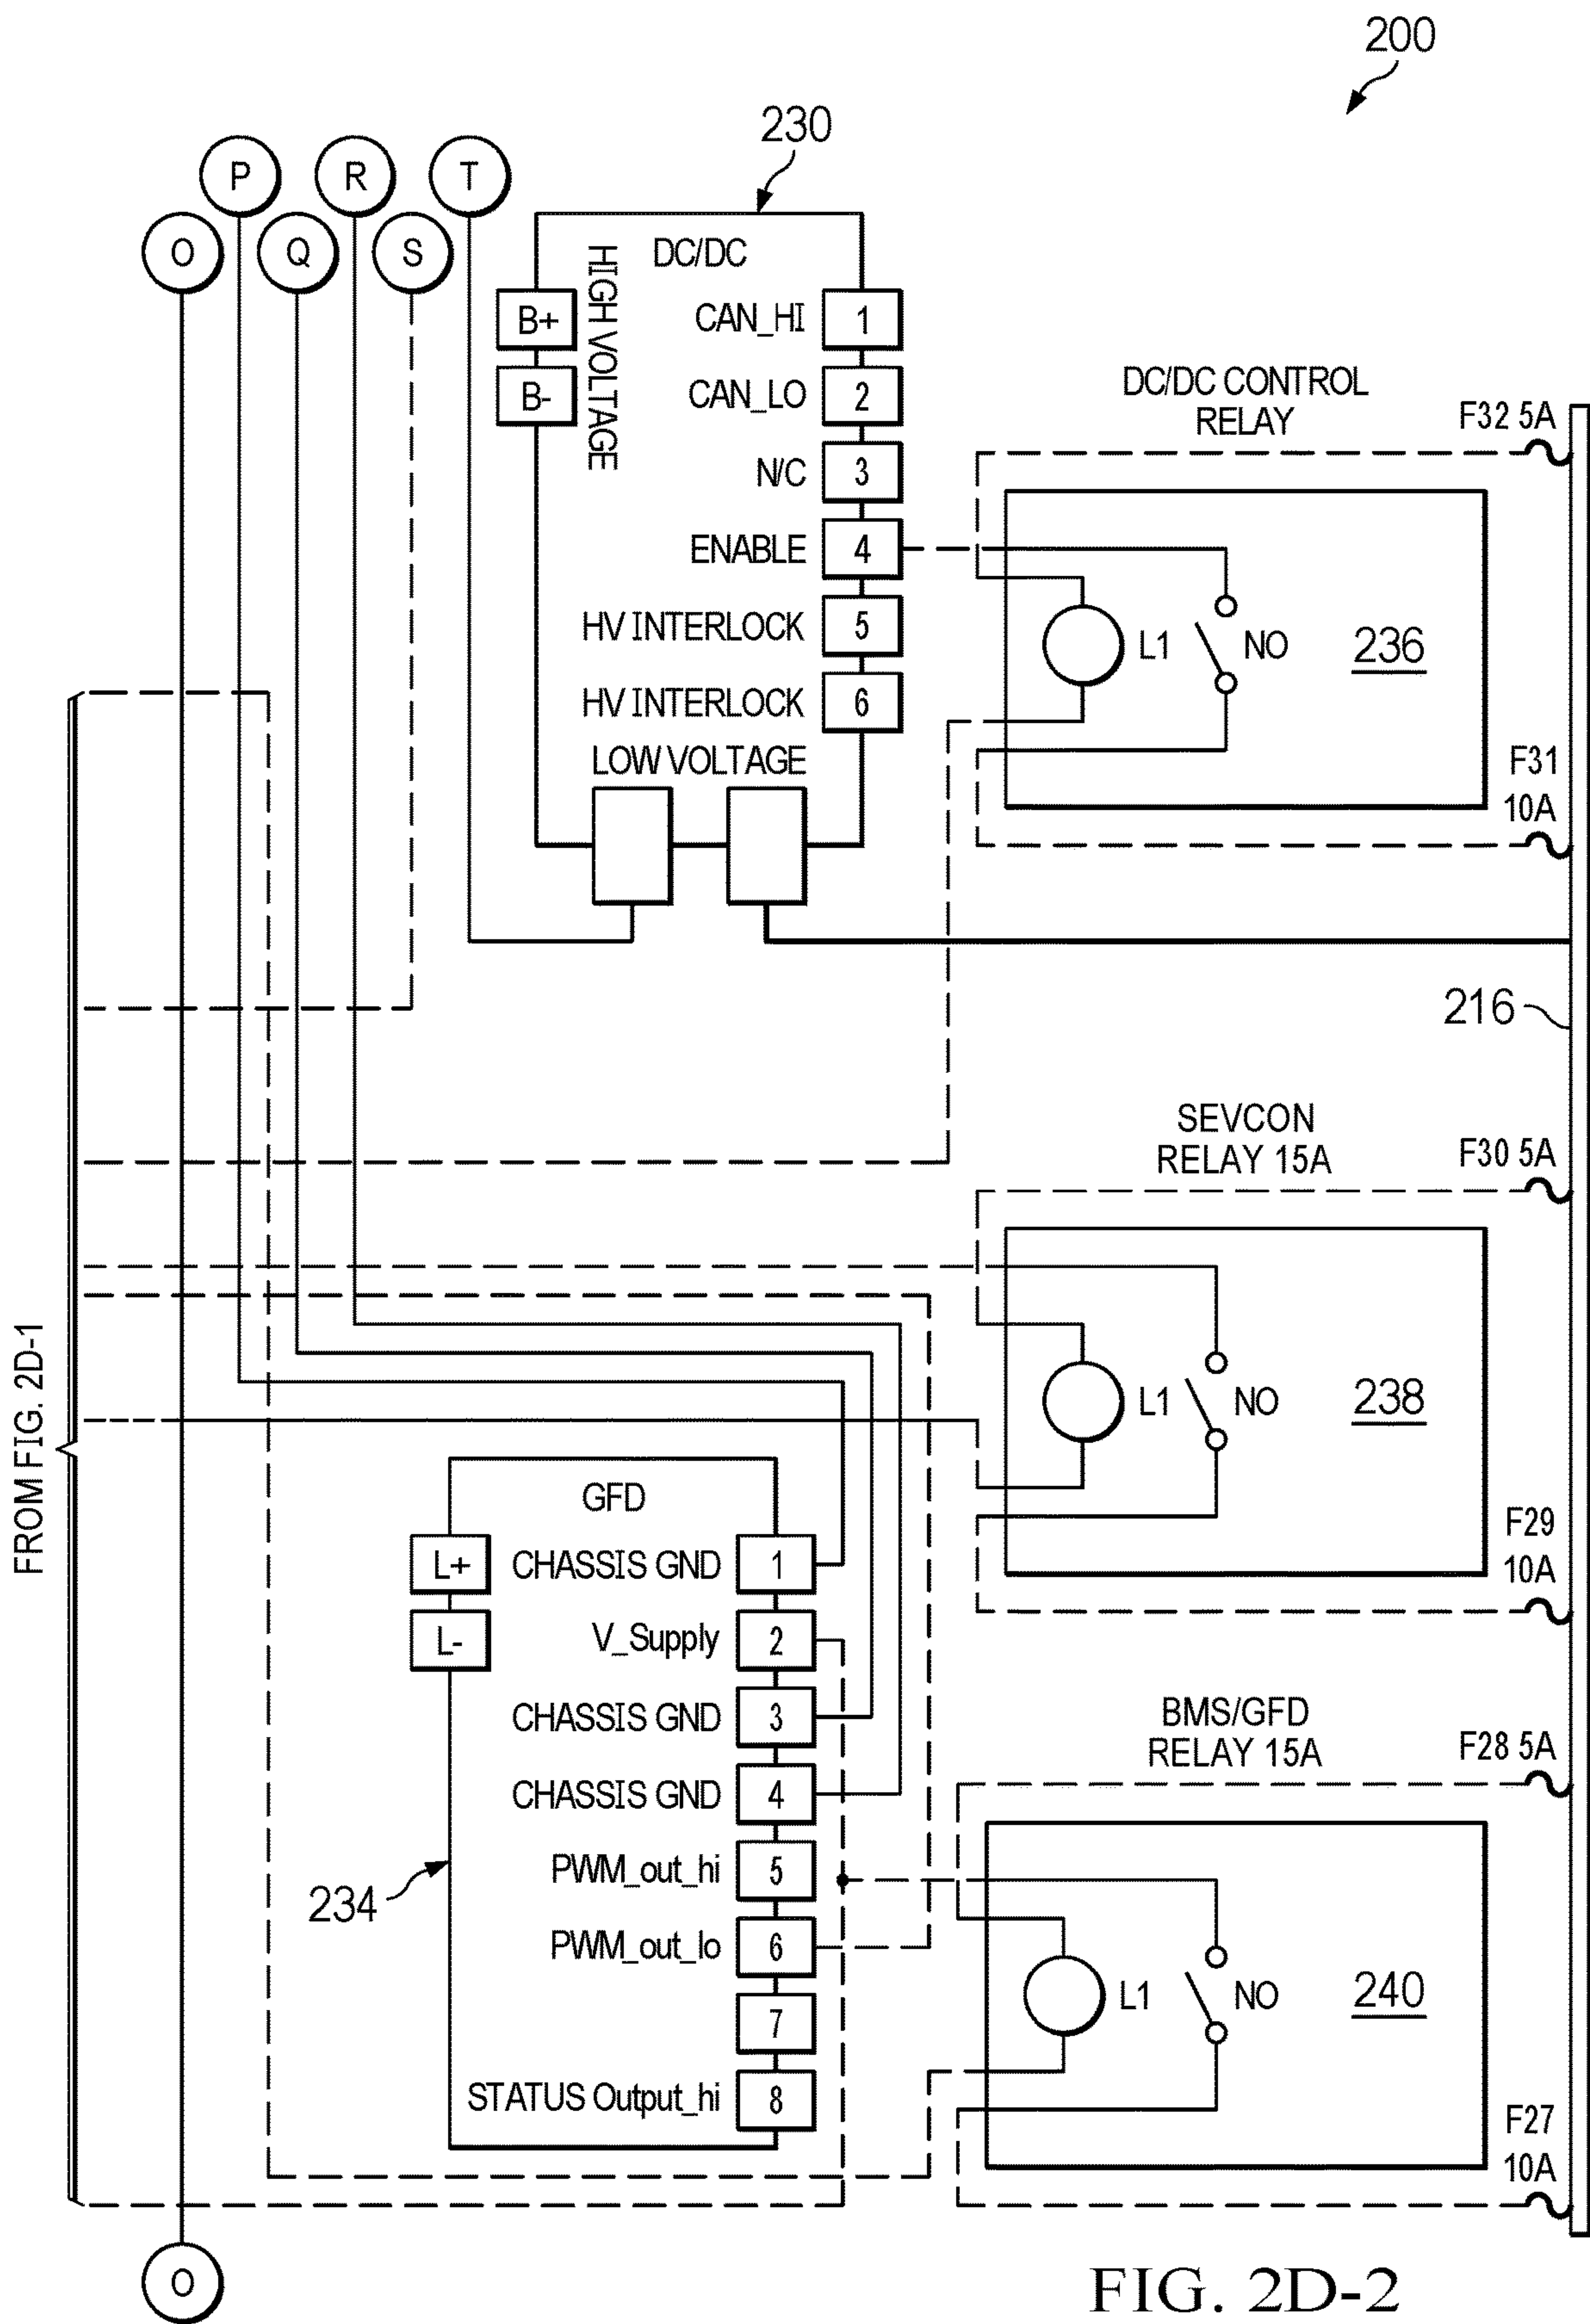 200
230
P
R
T
O
Q
S
DC/DC
HIGH VOLTAGE
B+
B-
CAN_HI 1
CAN_LO 2
N/C 3
ENABLE 4
HV INTERLOCK 5
HV INTERLOCK 6
LOW VOLTAGE
DC/DC CONTROL
RELAY
F32 5A
L1
NO
236
F31
10A
216
SEVCON
RELAY 15A
F30 5A
L1
NO
238
F29
10A
FROM FIG. 2D-1
GFD
L+
L-
CHASSIS GND 1
V_Supply 2
CHASSIS GND 3
CHASSIS GND 4
PWM_out_hi 5
PWM_out_lo 6
7
STATUS Output_hi 8
234
BMS/GFD
RELAY 15A
F28 5A
L1
NO
240
F27
10A
O
FIG. 2D-2